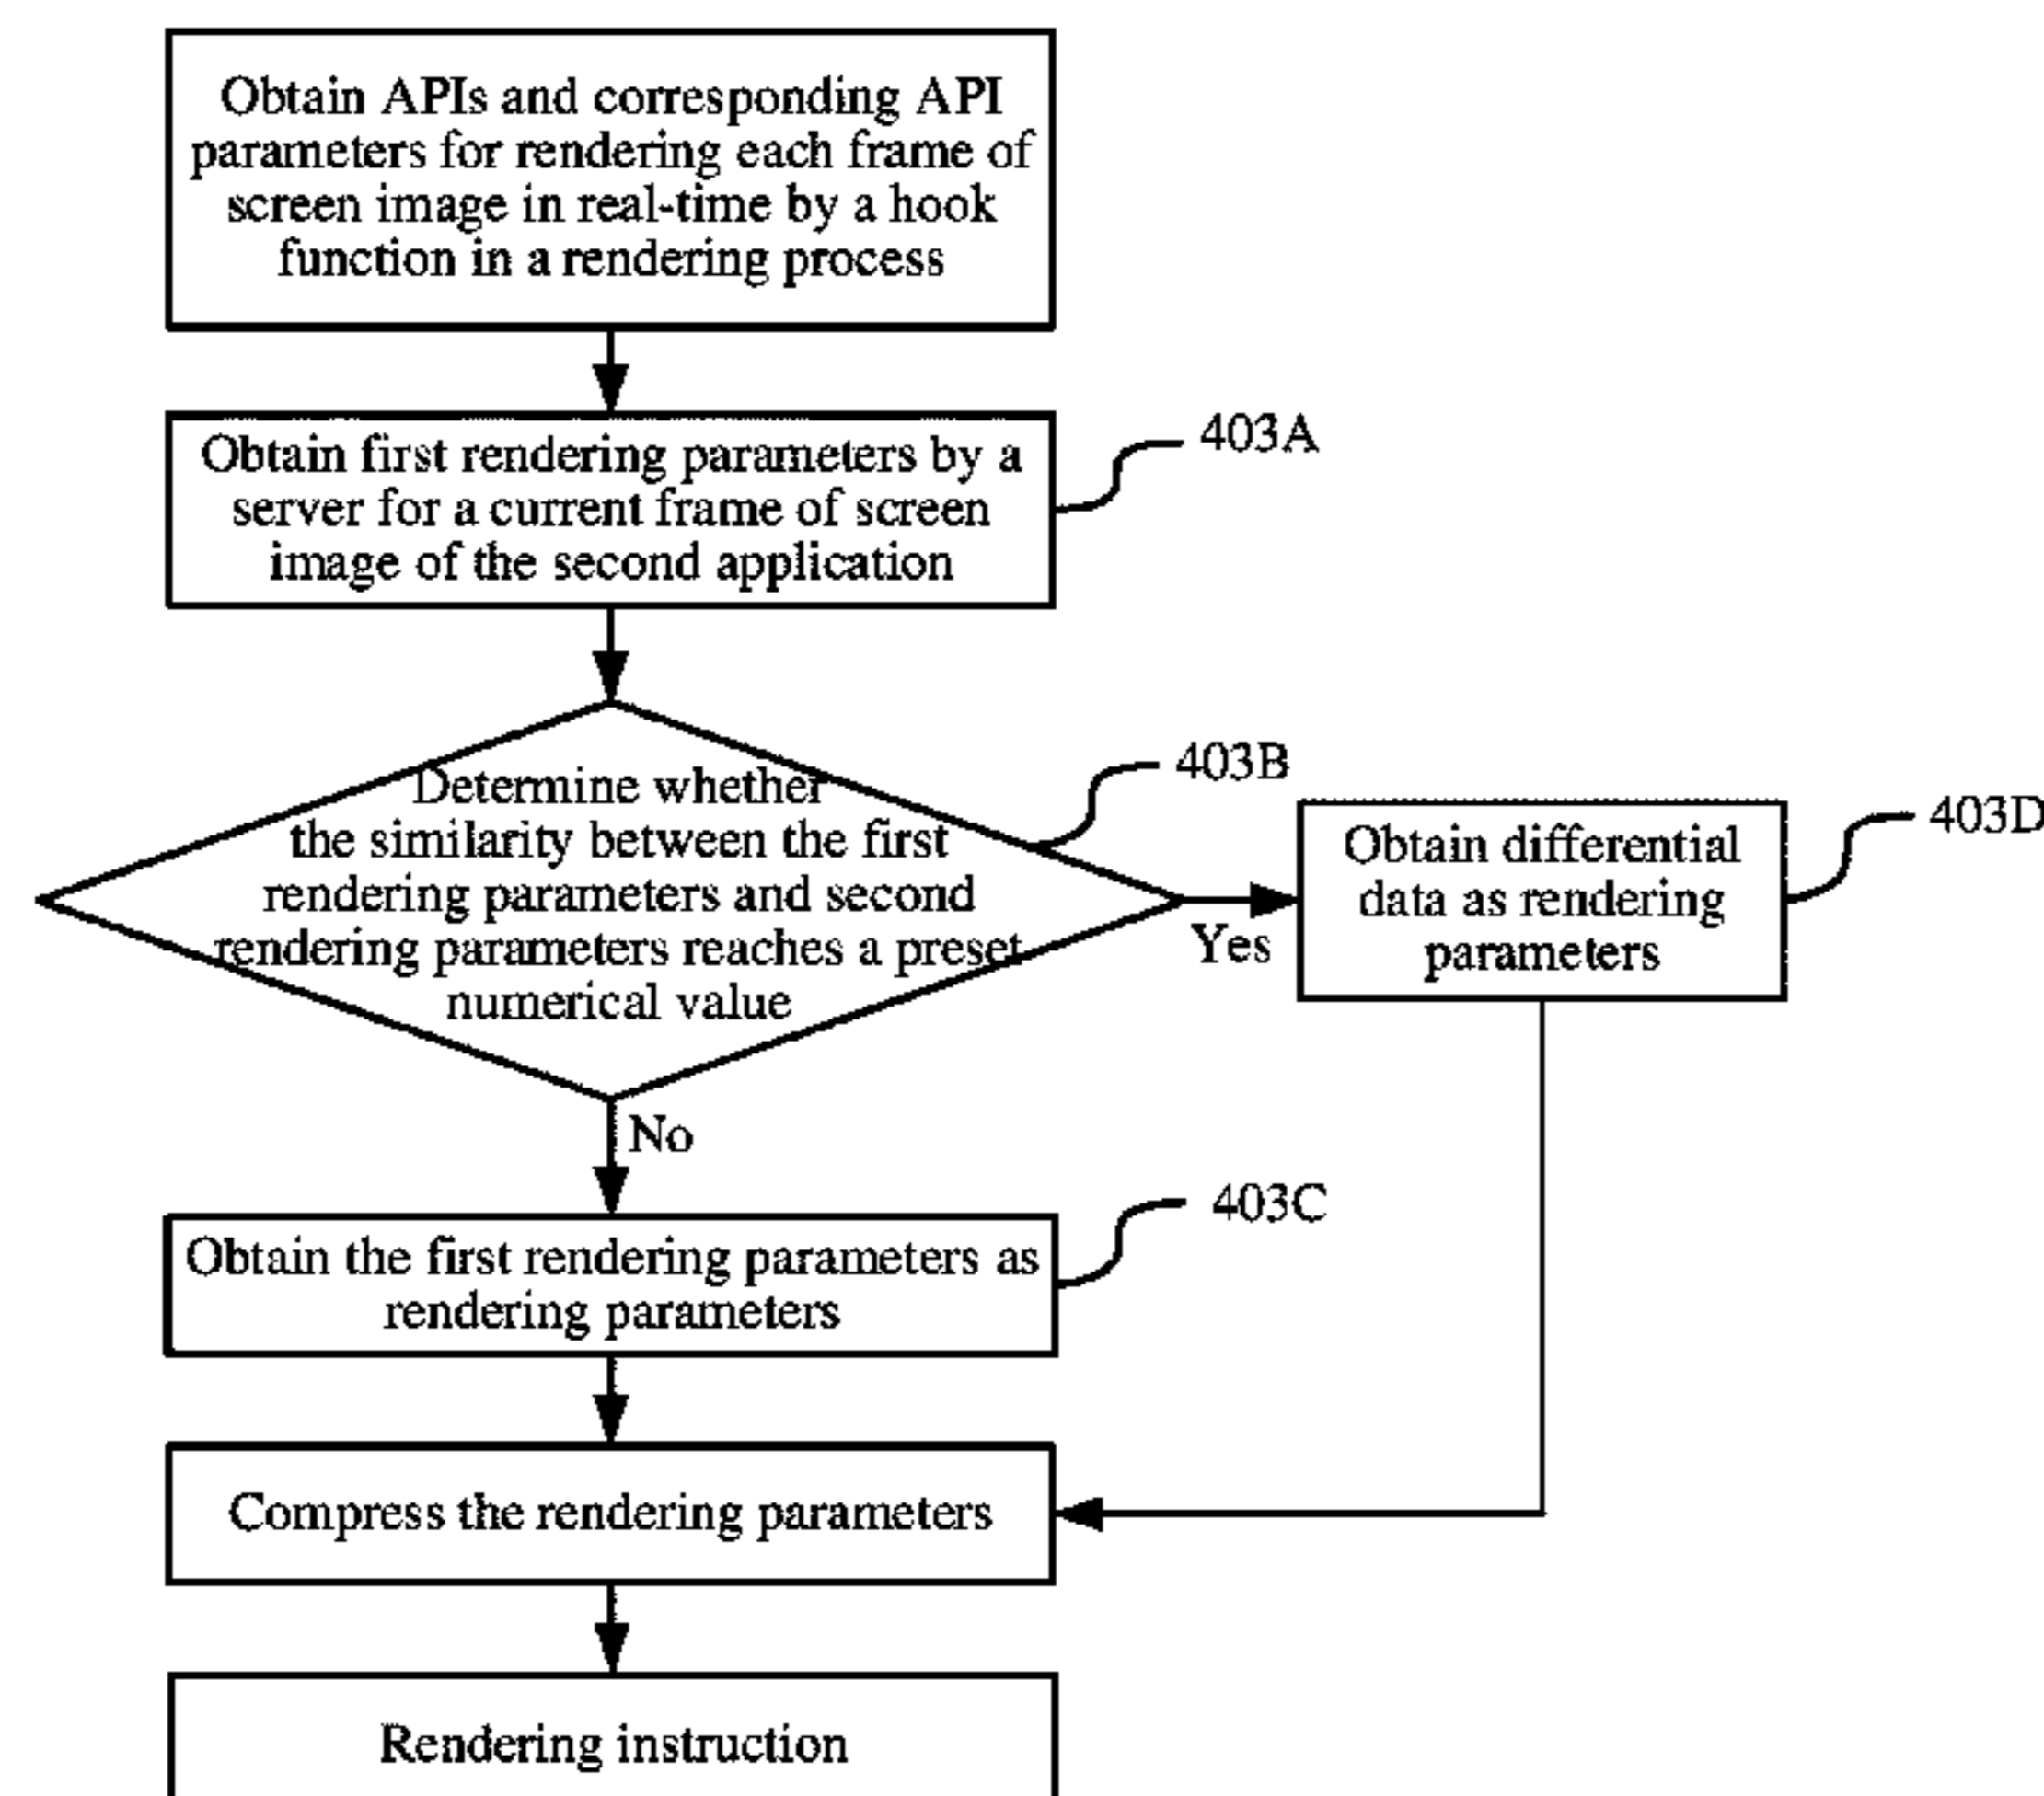 Obtain APIs and corresponding API
parameters for rendering each frame of
screen image in real-time by a hook
function in a rendering process
Obtain first rendering parameters by a
server for a current frame of screen
image of the second application
403A
Determine whether
the similarity between the first
rendering parameters and second
rendering parameters reaches a preset
numerical value
403B
Yes
Obtain differential
data as rendering
parameters
403D
No
Obtain the first rendering parameters as
rendering parameters
403C
Compress the rendering parameters
Rendering instruction